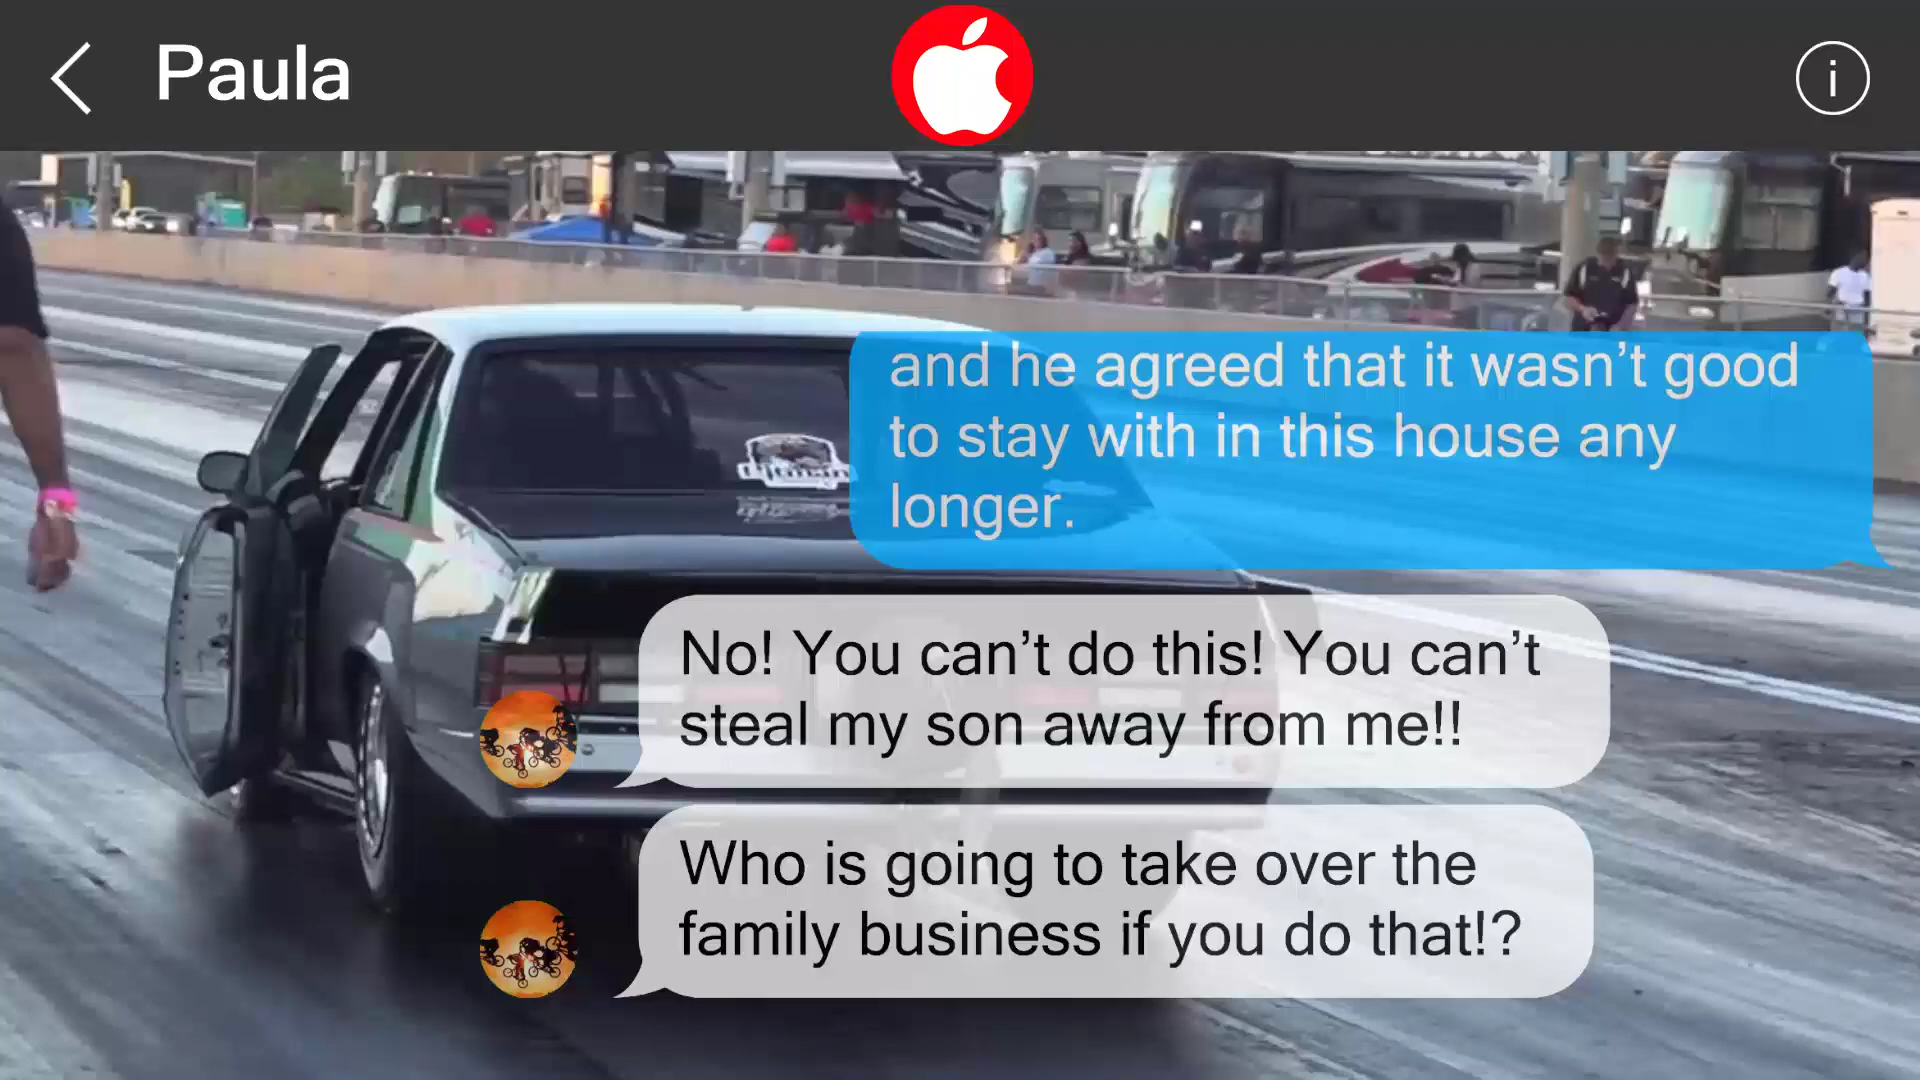 Paula
and he agreed that it wasn't good
to stay with in this house any
longer.
No! You can't do this! You can't
steal my son away from me!!
Who is going to take over the
family business if you do that!?